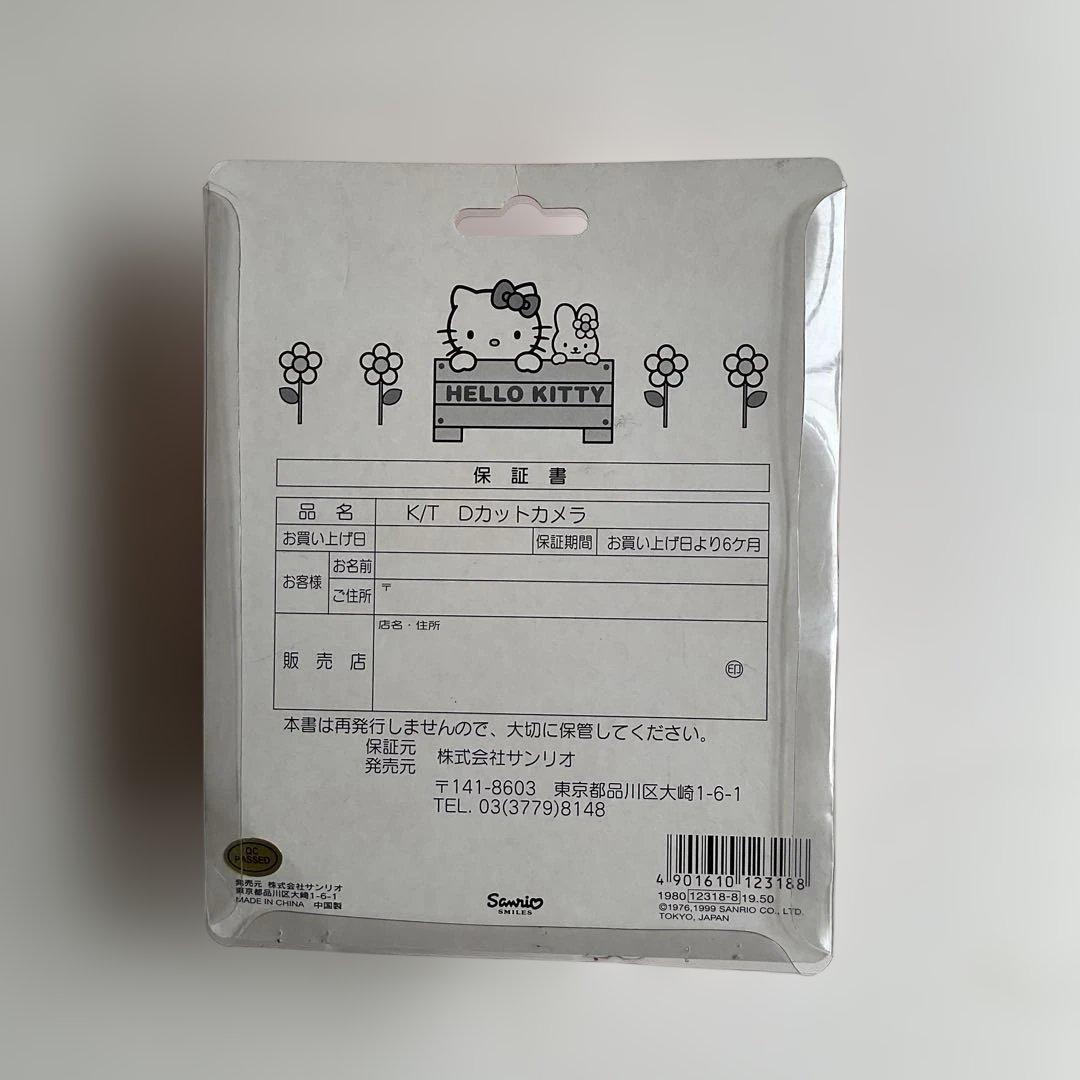 HELLO KITTY
保証書
品名 K/T Dカットカメラ
お買い上げ日 保証期間 お買い上げ日より6ケ月
お客様 お名前
ご住所 〒
販売店 店名・住所
印
本書は再発行しませんので、大切に保管してください。
保証元
発売元 株式会社サンリオ
〒141-8603 東京都品川区大崎1-6-1
TEL. 03(3779)8148
QC
PASSED
発売元 株式会社サンリオ
東京都品川区大崎1-6-1
MADE IN CHINA 中国製
Sanrio
SMILES
4 901610 123188
1980 12318-8 19.50
©1976,1999 SANRIO CO., LTD.
TOKYO, JAPAN